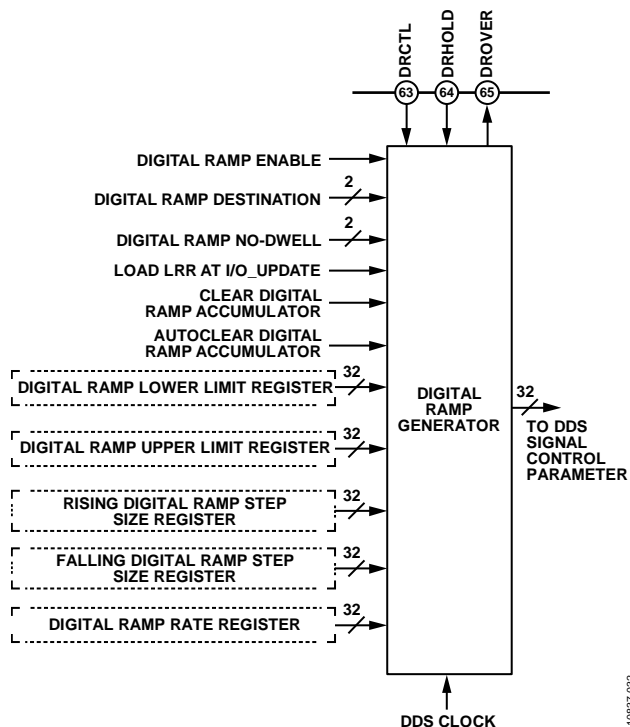 DRCTL
DRHOLD
DROVER
63
64
65
DIGITAL RAMP ENABLE
2
DIGITAL RAMP DESTINATION
2
DIGITAL RAMP NO-DWELL
LOAD LRR AT I/O_UPDATE
CLEAR DIGITAL
RAMP ACCUMULATOR
AUTOCLEAR DIGITAL
RAMP ACCUMULATOR
32
DIGITAL RAMP LOWER LIMIT REGISTER
32
DIGITAL RAMP UPPER LIMIT REGISTER
32
RISING DIGITAL RAMP STEP
SIZE REGISTER
32
FALLING DIGITAL RAMP STEP
SIZE REGISTER
32
DIGITAL RAMP RATE REGISTER
DIGITAL
RAMP
GENERATOR
32
TO DDS
SIGNAL
CONTROL
PARAMETER
DDS CLOCK
10837-032